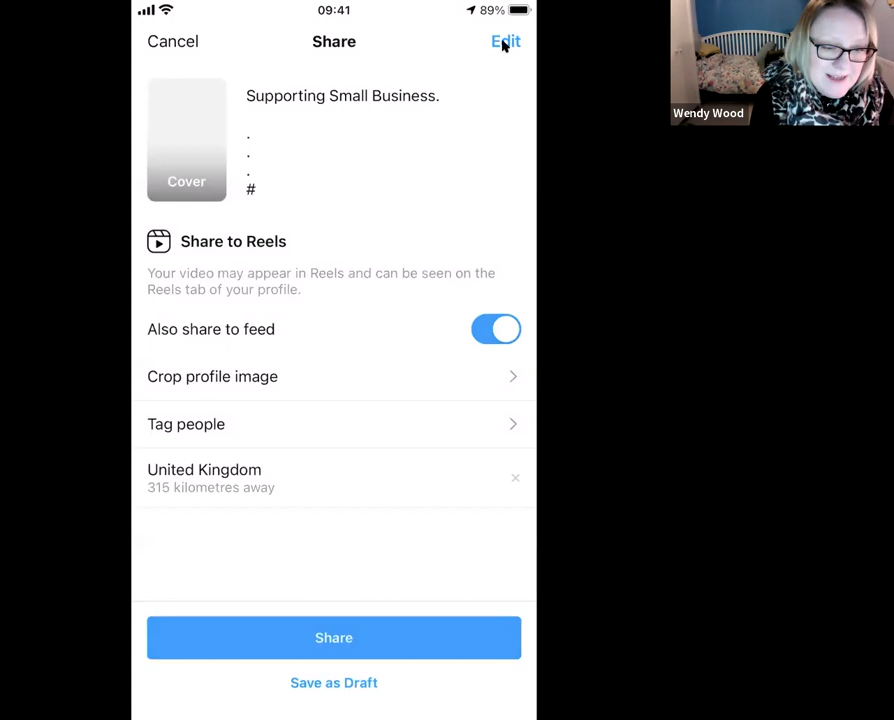 09:41
89%
Cancel
Share
Edit
Supporting Small Business.
.
.
.
#
Cover
Share to Reels
Your video may appear in Reels and can be seen on the
Reels tab of your profile.
Also share to feed
Crop profile image
Tag people
United Kingdom
315 kilometres away
Share
Save as Draft
Wendy Wood